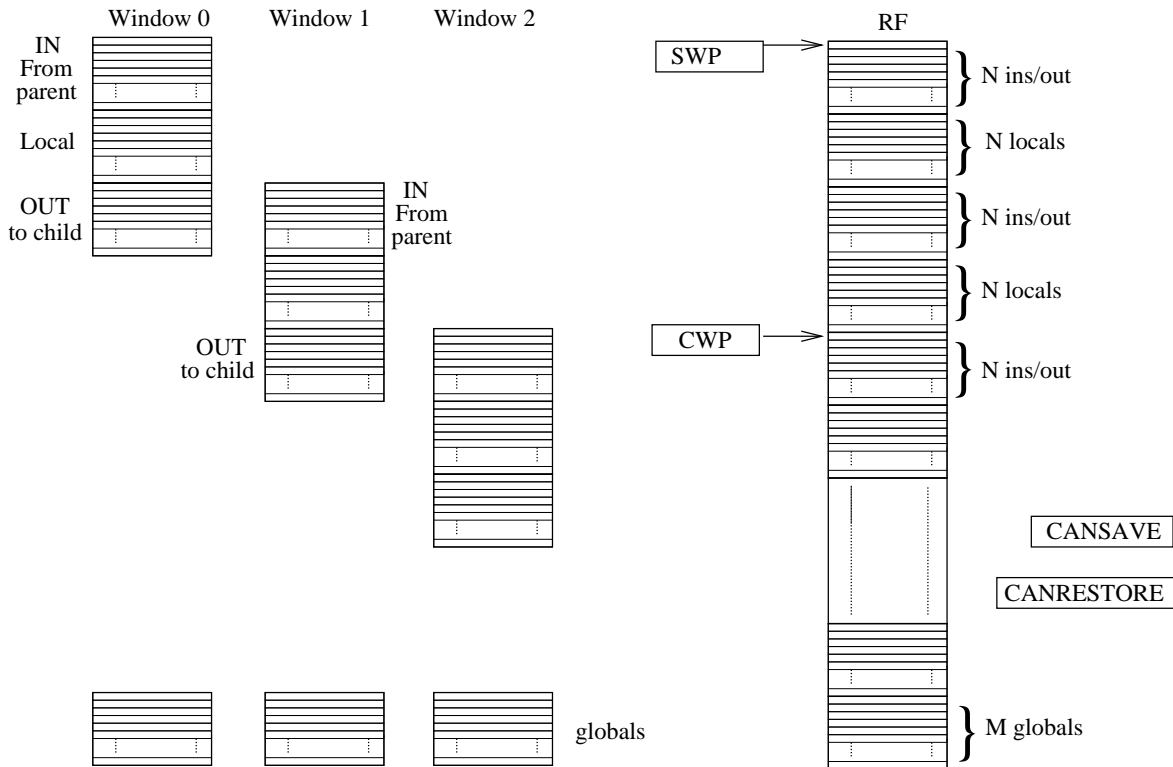 Window 0
Window 1
Window 2
RF
IN
From
parent
Local
OUT
to child
IN
From
parent
OUT
to child
SWP
CWP
N ins/out
N locals
N ins/out
N locals
N ins/out
CANSAVE
CANRESTORE
globals
M globals